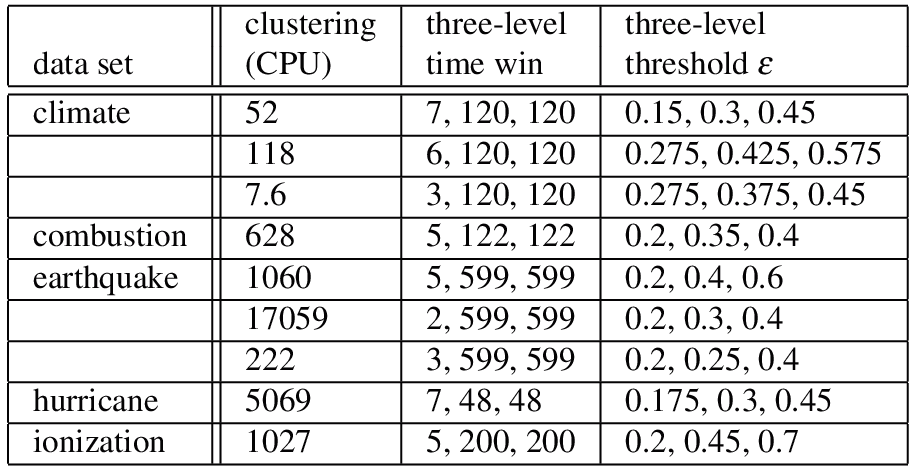 data set | clustering (CPU) | three-level time win | three-level threshold ε
climate | 52 | 7, 120, 120 | 0.15, 0.3, 0.45
 | 118 | 6, 120, 120 | 0.275, 0.425, 0.575
 | 7.6 | 3, 120, 120 | 0.275, 0.375, 0.45
combustion | 628 | 5, 122, 122 | 0.2, 0.35, 0.4
earthquake | 1060 | 5, 599, 599 | 0.2, 0.4, 0.6
 | 17059 | 2, 599, 599 | 0.2, 0.3, 0.4
 | 222 | 3, 599, 599 | 0.2, 0.25, 0.4
hurricane | 5069 | 7, 48, 48 | 0.175, 0.3, 0.45
ionization | 1027 | 5, 200, 200 | 0.2, 0.45, 0.7